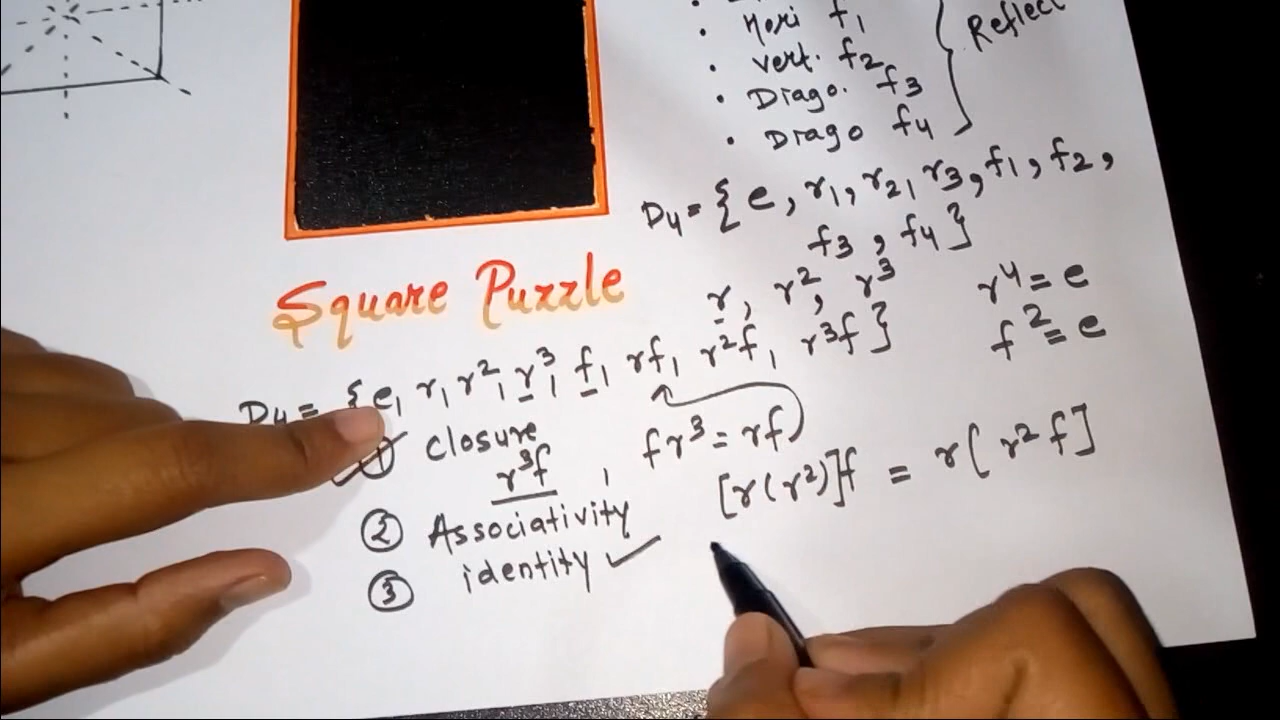 Hori f1
Reflect
Vert. f2
Diago. f3
Diago f4
D4 = { e, r1, r2, r3, f1, f2,
f3, f4 }
Square Puzzle
r, r², r³
r⁴ = e
f² = e
D4 = { e, r, r², r³, f, rf, r²f, r³f }
① closure
r³f , fr³ = rf
[r(r²)]f = r[ r²f ]
② Associativity
③ identity ✓